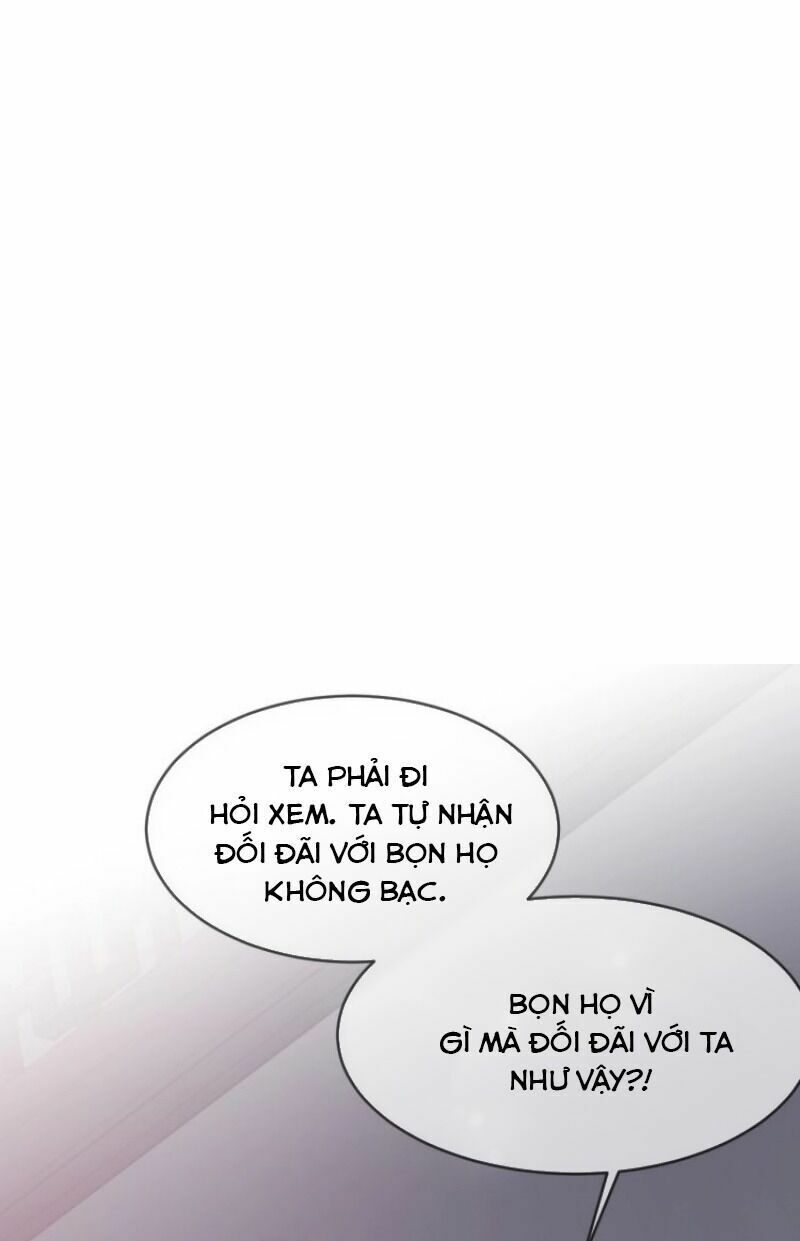 TA PHẢI ĐI
HỎI XEM. TA TỰ NHẬN
ĐỐI ĐÃI VỚI BỌN HỌ
KHÔNG BẠC.
BỌN HỌ VÌ
GÌ MÀ ĐỐI ĐÃI VỚI TA
NHƯ VẬY?!